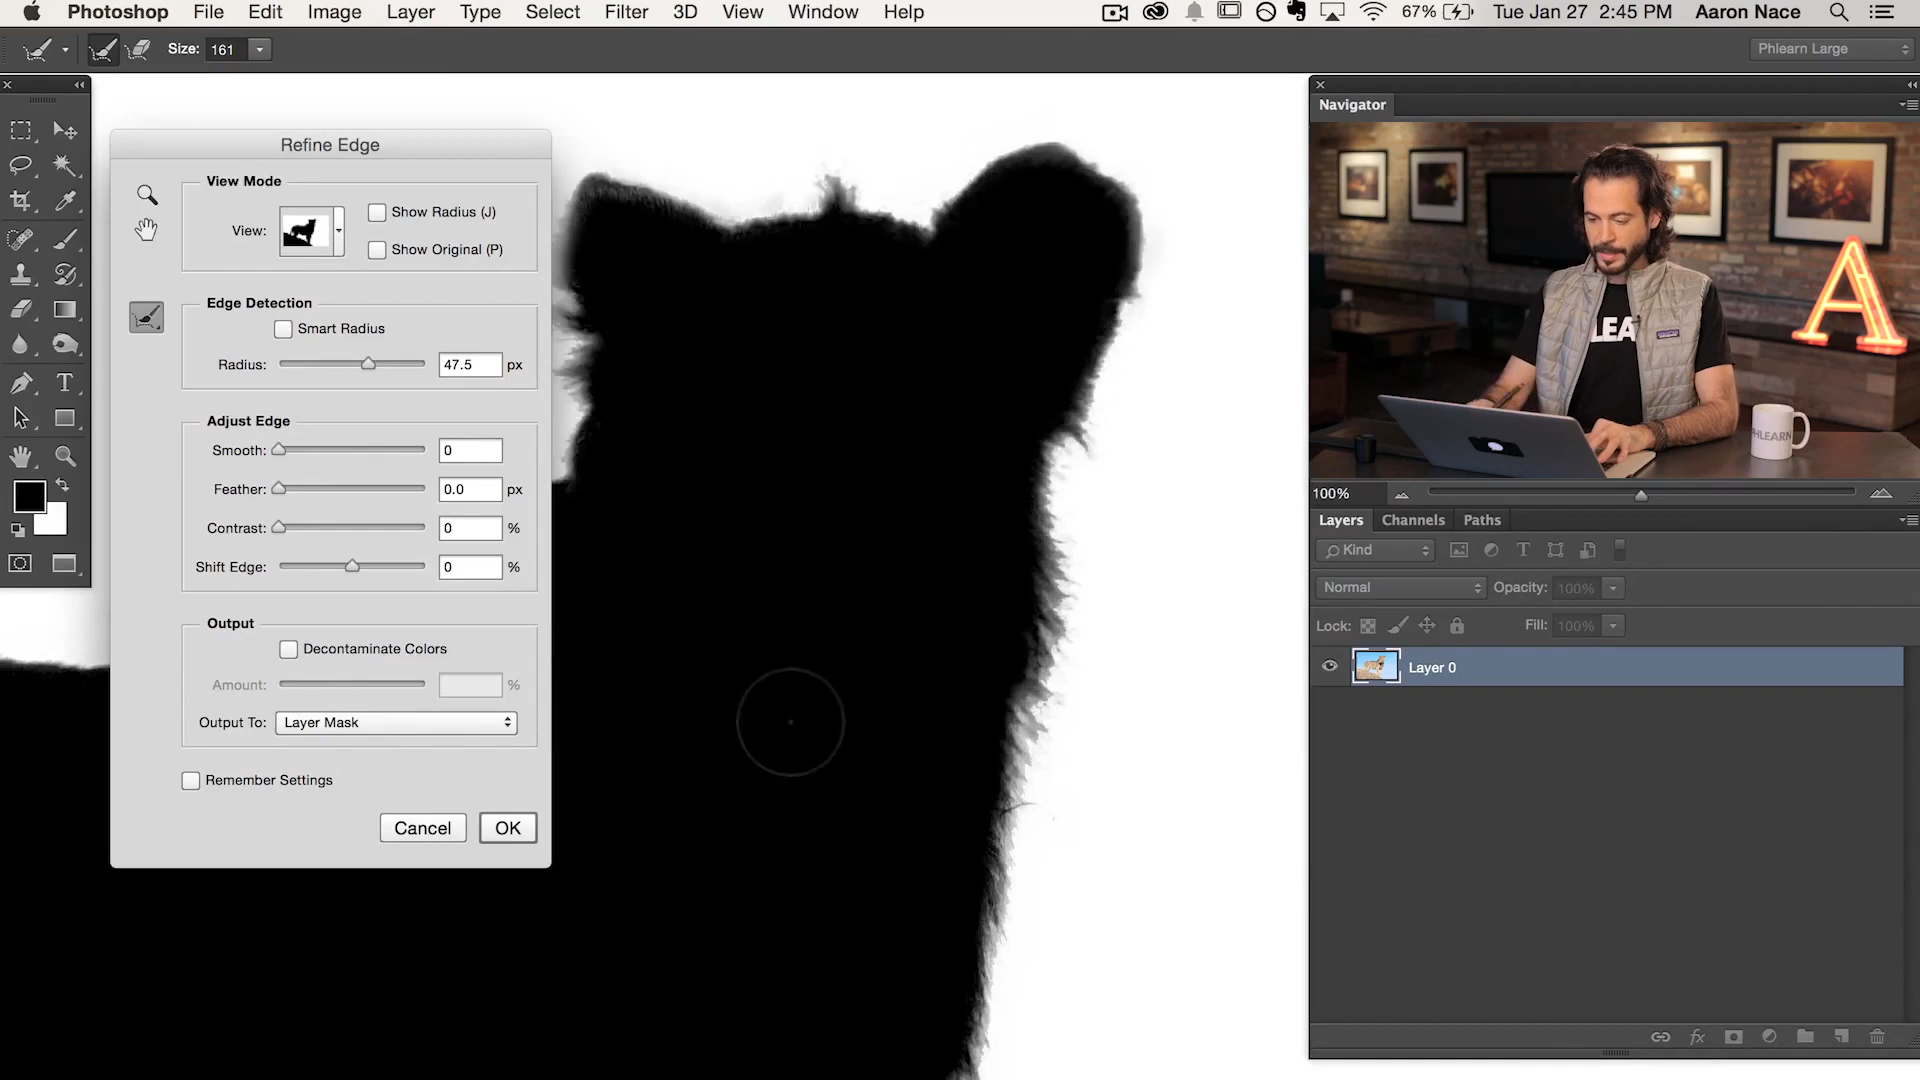 Photoshop File Edit Image Layer Type Select Filter 3D View Window Help 67% Tue Jan 27 2:45 PM Aaron Nace
Size: 161 Phlearn Large
Refine Edge
View Mode
View:
Show Radius (J)
Show Original (P)
Edge Detection
Smart Radius
Radius: 47.5 px
Adjust Edge
Smooth: 0
Feather: 0.0 px
Contrast: 0 %
Shift Edge: 0 %
Output
Decontaminate Colors
Amount: %
Output To: Layer Mask
Remember Settings
Cancel OK
Navigator
LEA
A
PHLEARN
100%
Layers Channels Paths
Kind
Normal Opacity: 100%
Lock: Fill: 100%
Layer 0
fx